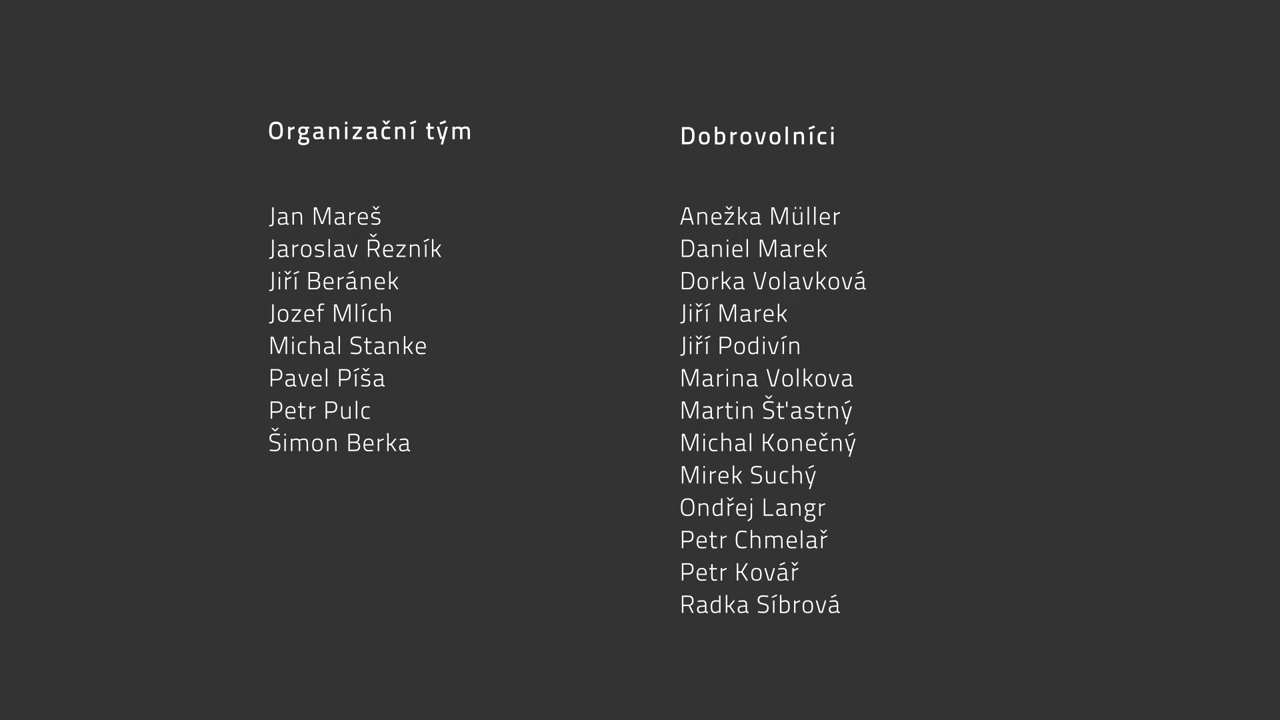 Organizační tým
Jan Mareš
Jaroslav Řezník
Jiří Beránek
Jozef Mlích
Michal Stanke
Pavel Píša
Petr Pulc
Šimon Berka
Dobrovolníci
Anežka Müller
Daniel Marek
Dorka Volavková
Jiří Marek
Jiří Podivín
Marina Volkova
Martin Št'astný
Michal Konečný
Mirek Suchý
Ondřej Langr
Petr Chmelař
Petr Kovář
Radka Síbrová